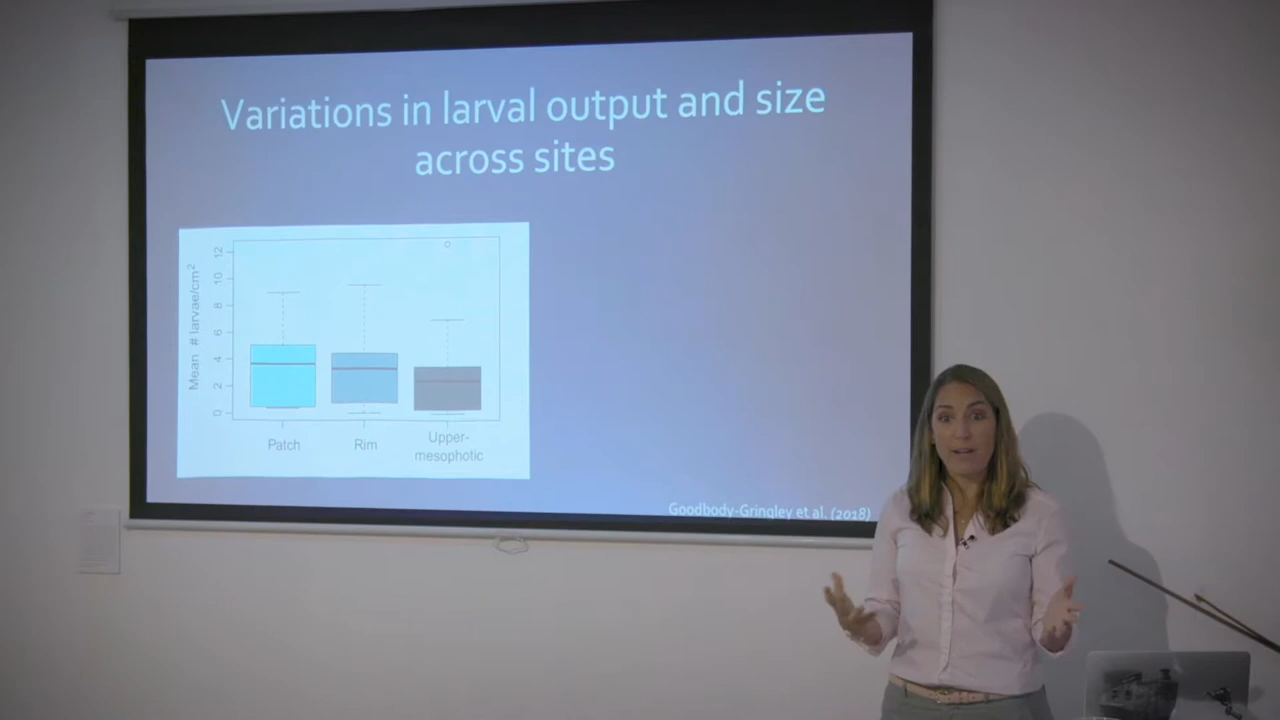 Variations in larval output and size
across sites
Mean # larvae/cm²
12
10
8
6
4
2
0
Patch
Rim
Upper-
mesophotic
Goodbody-Gringley et al. (2018)